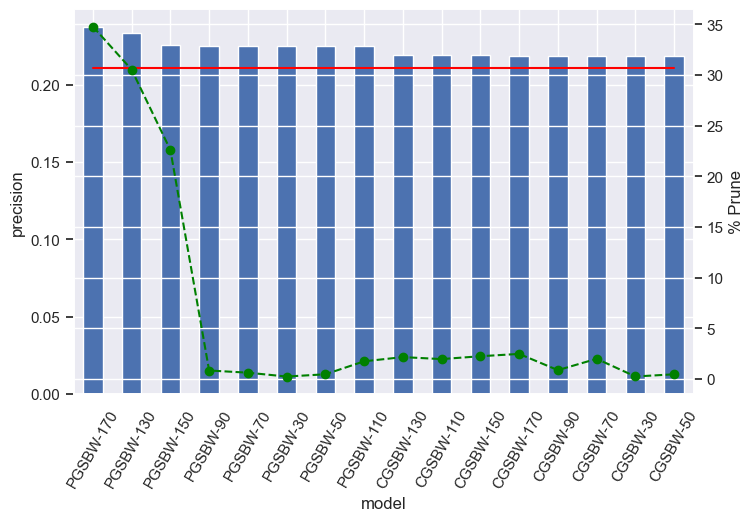 precision
0.20
0.15
0.10
0.05
0.00
35
30
25
20
15
10
5
0
% Prune
PGSBW-170
PGSBW-130
PGSBW-150
PGSBW-90
PGSBW-70
PGSBW-30
PGSBW-50
PGSBW-110
CGSBW-130
CGSBW-110
CGSBW-150
CGSBW-170
CGSBW-90
CGSBW-70
CGSBW-30
CGSBW-50
model